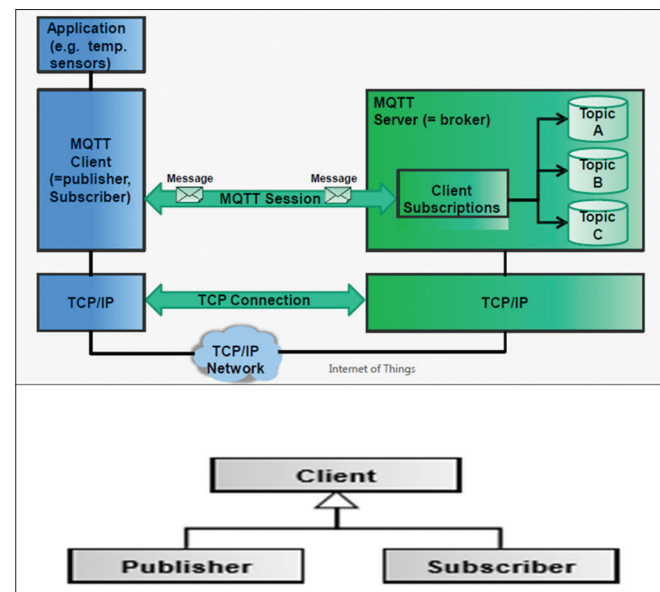 Application
(e.g. temp.
sensors)
MQTT
Client
(=publisher,
Subscriber)
Message
Message
MQTT Session
MQTT
Server (= broker)
Client
Subscriptions
Topic
A
Topic
B
Topic
C
TCP/IP
TCP Connection
TCP/IP
TCP/IP
Network
Internet of Things
Client
Publisher
Subscriber